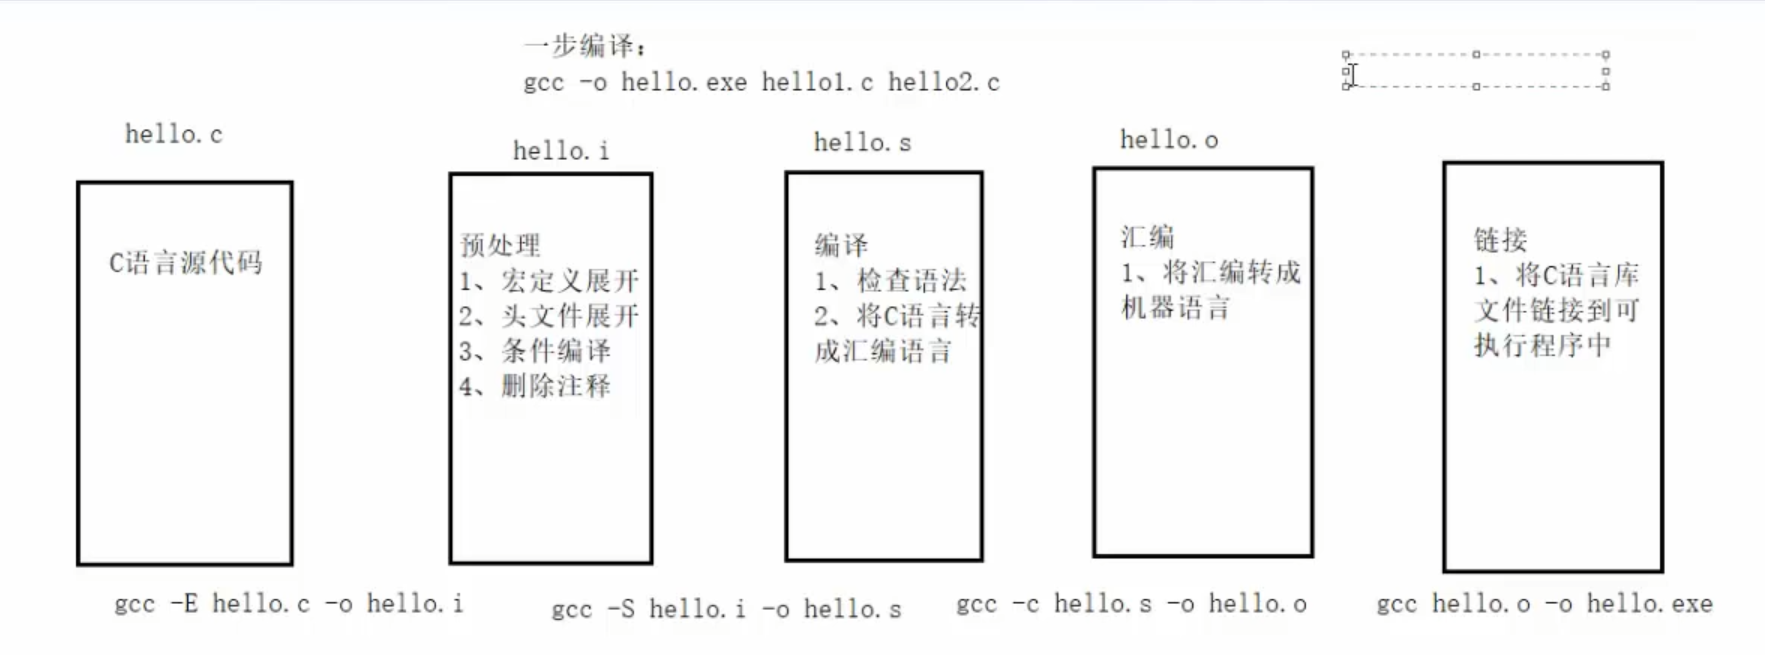 一步编译：
gcc -o hello.exe hello1.c hello2.c
hello.c
C语言源代码
hello.i
预处理
1、宏定义展开
2、头文件展开
3、条件编译
4、删除注释
hello.s
编译
1、检查语法
2、将C语言转
成汇编语言
hello.o
汇编
1、将汇编转成
机器语言
链接
1、将C语言库
文件链接到可
执行程序中
gcc -E hello.c -o hello.i
gcc -S hello.i -o hello.s
gcc -c hello.s -o hello.o
gcc hello.o -o hello.exe